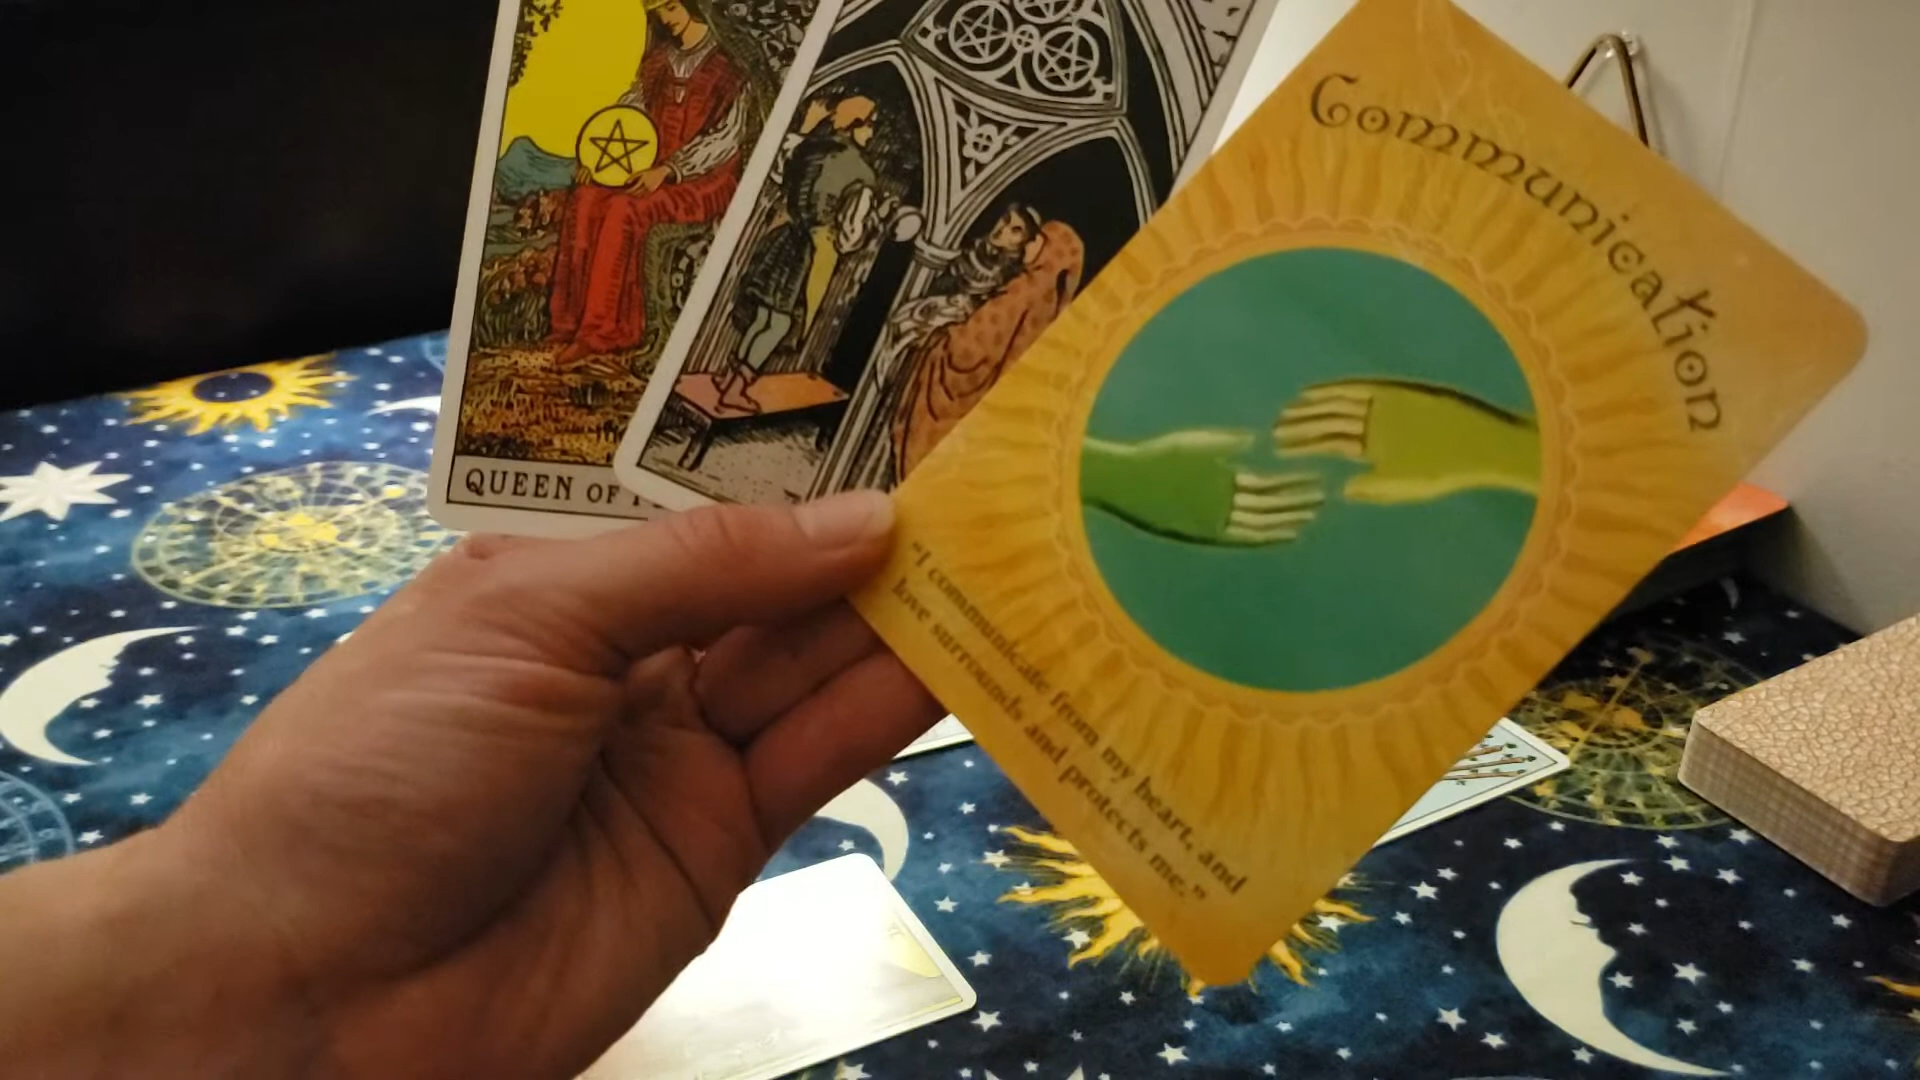 QUEEN OF
Communication
"I communicate from my heart, and
love surrounds and protects me."